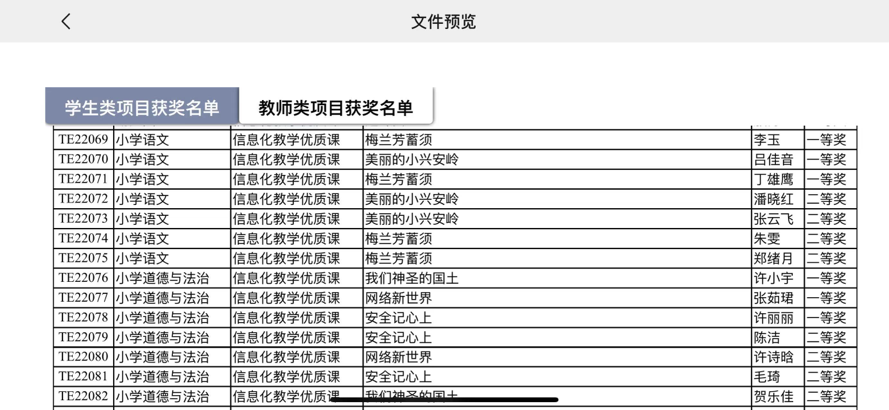 文件预览
学生类项目获奖名单 教师类项目获奖名单
TE22069 小学语文 信息化教学优质课 梅兰芳蓄须 李玉 一等奖
TE22070 小学语文 信息化教学优质课 美丽的小兴安岭 吕佳音 一等奖
TE22071 小学语文 信息化教学优质课 梅兰芳蓄须 丁雄鹰 一等奖
TE22072 小学语文 信息化教学优质课 美丽的小兴安岭 潘晓红 二等奖
TE22073 小学语文 信息化教学优质课 美丽的小兴安岭 张云飞 二等奖
TE22074 小学语文 信息化教学优质课 梅兰芳蓄须 朱雯 二等奖
TE22075 小学语文 信息化教学优质课 梅兰芳蓄须 郑绪月 二等奖
TE22076 小学道德与法治 信息化教学优质课 我们神圣的国土 许小宇 一等奖
TE22077 小学道德与法治 信息化教学优质课 网络新世界 张茹珺 一等奖
TE22078 小学道德与法治 信息化教学优质课 安全记心上 许丽丽 一等奖
TE22079 小学道德与法治 信息化教学优质课 安全记心上 陈洁 二等奖
TE22080 小学道德与法治 信息化教学优质课 网络新世界 许诗晗 二等奖
TE22081 小学道德与法治 信息化教学优质课 安全记心上 毛琦 二等奖
TE22082 小学道德与法治 信息化教学优质课 我们神圣的国土 贺乐佳 二等奖